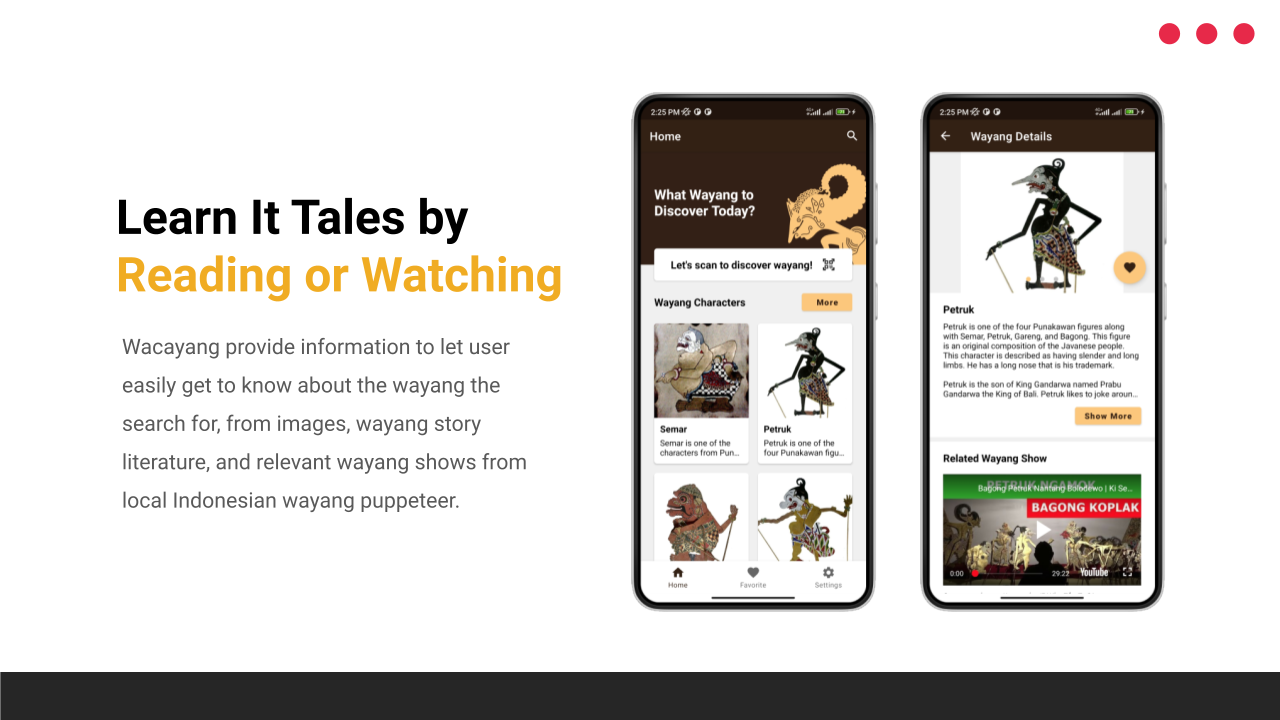 Learn It Tales by
Reading or Watching
Wacayang provide information to let user
easily get to know about the wayang the
search for, from images, wayang story
literature, and relevant wayang shows from
local Indonesian wayang puppeteer.
2:25 PM
Home
What Wayang to
Discover Today?
Let's scan to discover wayang!
Wayang Characters
More
Semar
Semar is one of the
characters from Pun...
Petruk
Petruk is one of the
four Punakawan figu...
Home
Favorite
Settings
2:25 PM
Wayang Details
Petruk
Petruk is one of the four Punakawan figures along
with Semar, Petruk, Gareng, and Bagong. This figure
is an original composition of the Javanese people.
This character is described as having slender and long
limbs. He has a long nose that is his trademark.
Petruk is the son of King Gandarwa named Prabu
Gandarwa the King of Bali. Petruk likes to joke aroun...
Show More
Related Wayang Show
PETRUK NGAMOK
Bagong Petruk Nantang Bolodewo | Ki Se...
BAGONG KOPLAK
0:00
29:22
YouTube